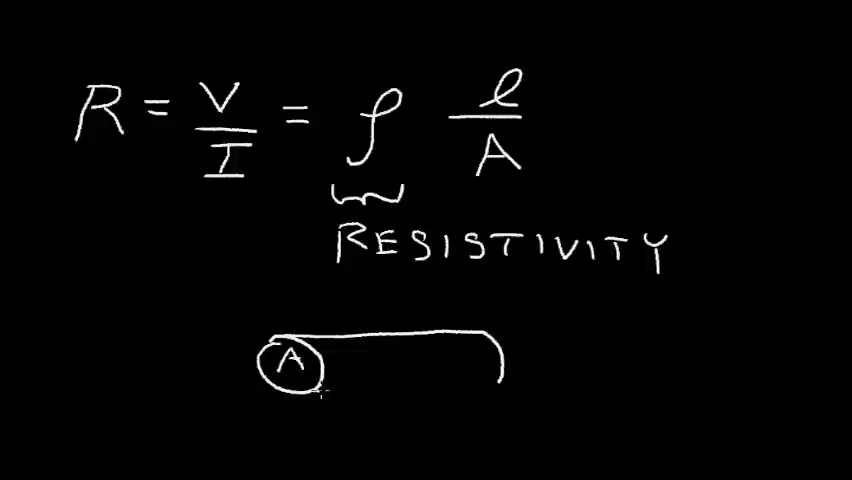 R = V/I = ρ ℓ/A
RESISTIVITY
A